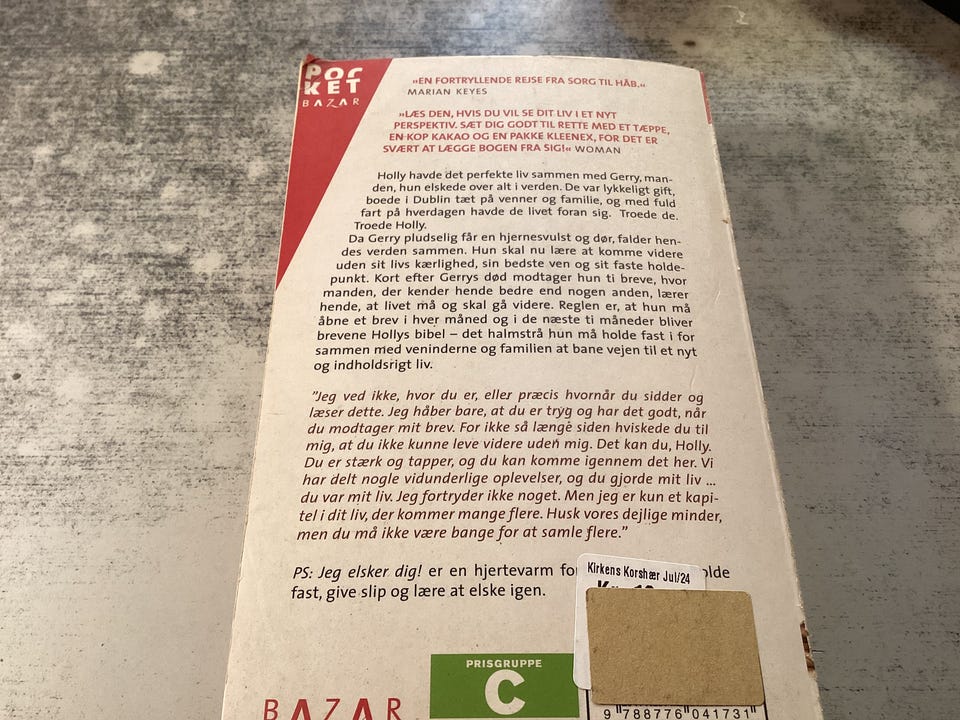 POC
KET
BAZAR
»EN FORTRYLLENDE REJSE FRA SORG TIL HÅB.«
MARIAN KEYES
»LÆS DEN, HVIS DU VIL SE DIT LIV I ET NYT
PERSPEKTIV. SÆT DIG GODT TIL RETTE MED ET TÆPPE,
EN KOP KAKAO OG EN PAKKE KLEENEX, FOR DET ER
SVÆRT AT LÆGGE BOGEN FRA SIG!« WOMAN
Holly havde det perfekte liv sammen med Gerry, man-
den, hun elskede over alt i verden. De var lykkeligt gift,
boede i Dublin tæt på venner og familie, og med fuld
fart på hverdagen havde de livet foran sig. Troede de.
Troede Holly.
Da Gerry pludselig får en hjernesvulst og dør, falder hen-
des verden sammen. Hun skal nu lære at komme videre
uden sit livs kærlighed, sin bedste ven og sit faste holde-
punkt. Kort efter Gerrys død modtager hun ti breve, hvor
manden, der kender hende bedre end nogen anden, lærer
hende, at livet må og skal gå videre. Reglen er, at hun må
åbne et brev i hver måned og i de næste ti måneder bliver
brevene Hollys bibel – det halmstrå hun må holde fast i for
sammen med veninderne og familien at bane vejen til et nyt
og indholdsrigt liv.
"Jeg ved ikke, hvor du er, eller præcis hvornår du sidder og
læser dette. Jeg håber bare, at du er tryg og har det godt, når
du modtager mit brev. For ikke så længe siden hviskede du til
mig, at du ikke kunne leve videre uden mig. Det kan du, Holly.
Du er stærk og tapper, og du kan komme igennem det her. Vi
har delt nogle vidunderlige oplevelser, og du gjorde mit liv ...
du var mit liv. Jeg fortryder ikke noget. Men jeg er kun et kapi-
tel i dit liv, der kommer mange flere. Husk vores dejlige minder,
men du må ikke være bange for at samle flere."
PS: Jeg elsker dig! er en hjertevarm
fast, give slip og lære at elske igen.
Kirkens Korshær Jul/24
PRISGRUPPE
C
BAZAR
9 788776 041731